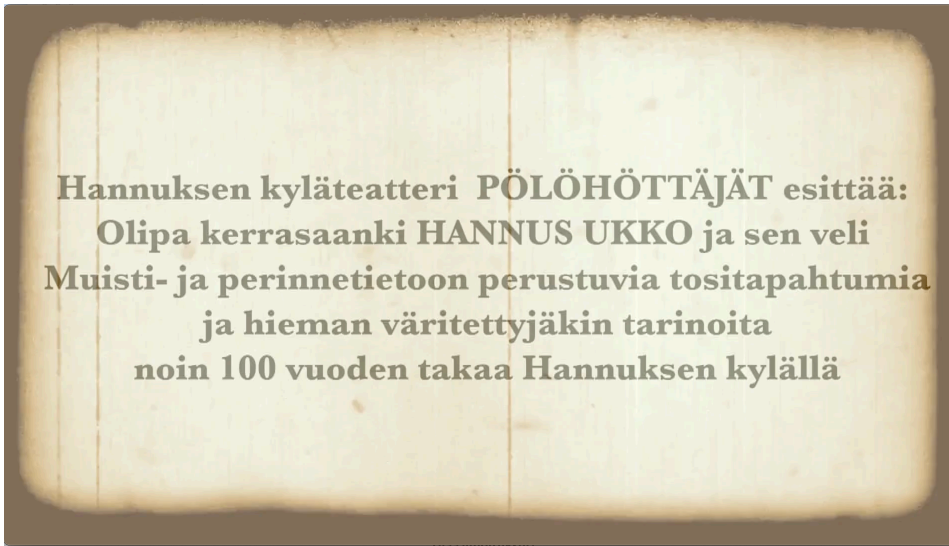 Hannuksen kyläteatteri PÖLÖHÖTTÄJÄT esittää:
Olipa kerrasaanki HANNUS UKKO ja sen veli
Muisti- ja perinnetietoon perustuvia tositapahtumia
ja hieman väritettyjäkin tarinoita
noin 100 vuoden takaa Hannuksen kylällä